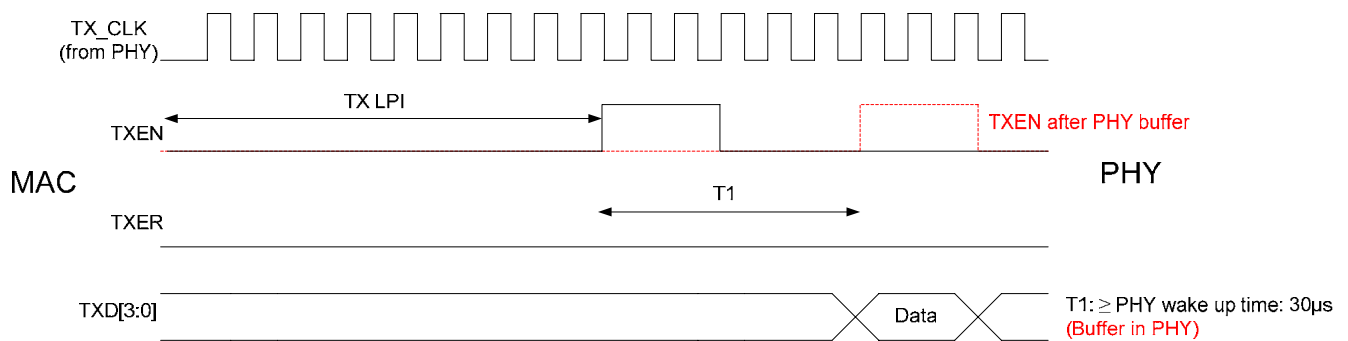 TX_CLK
(from PHY)
TX LPI
TXEN
TXEN after PHY buffer
MAC
PHY
T1
TXER
TXD[3:0]
Data
T1: ≥ PHY wake up time: 30µs
(Buffer in PHY)